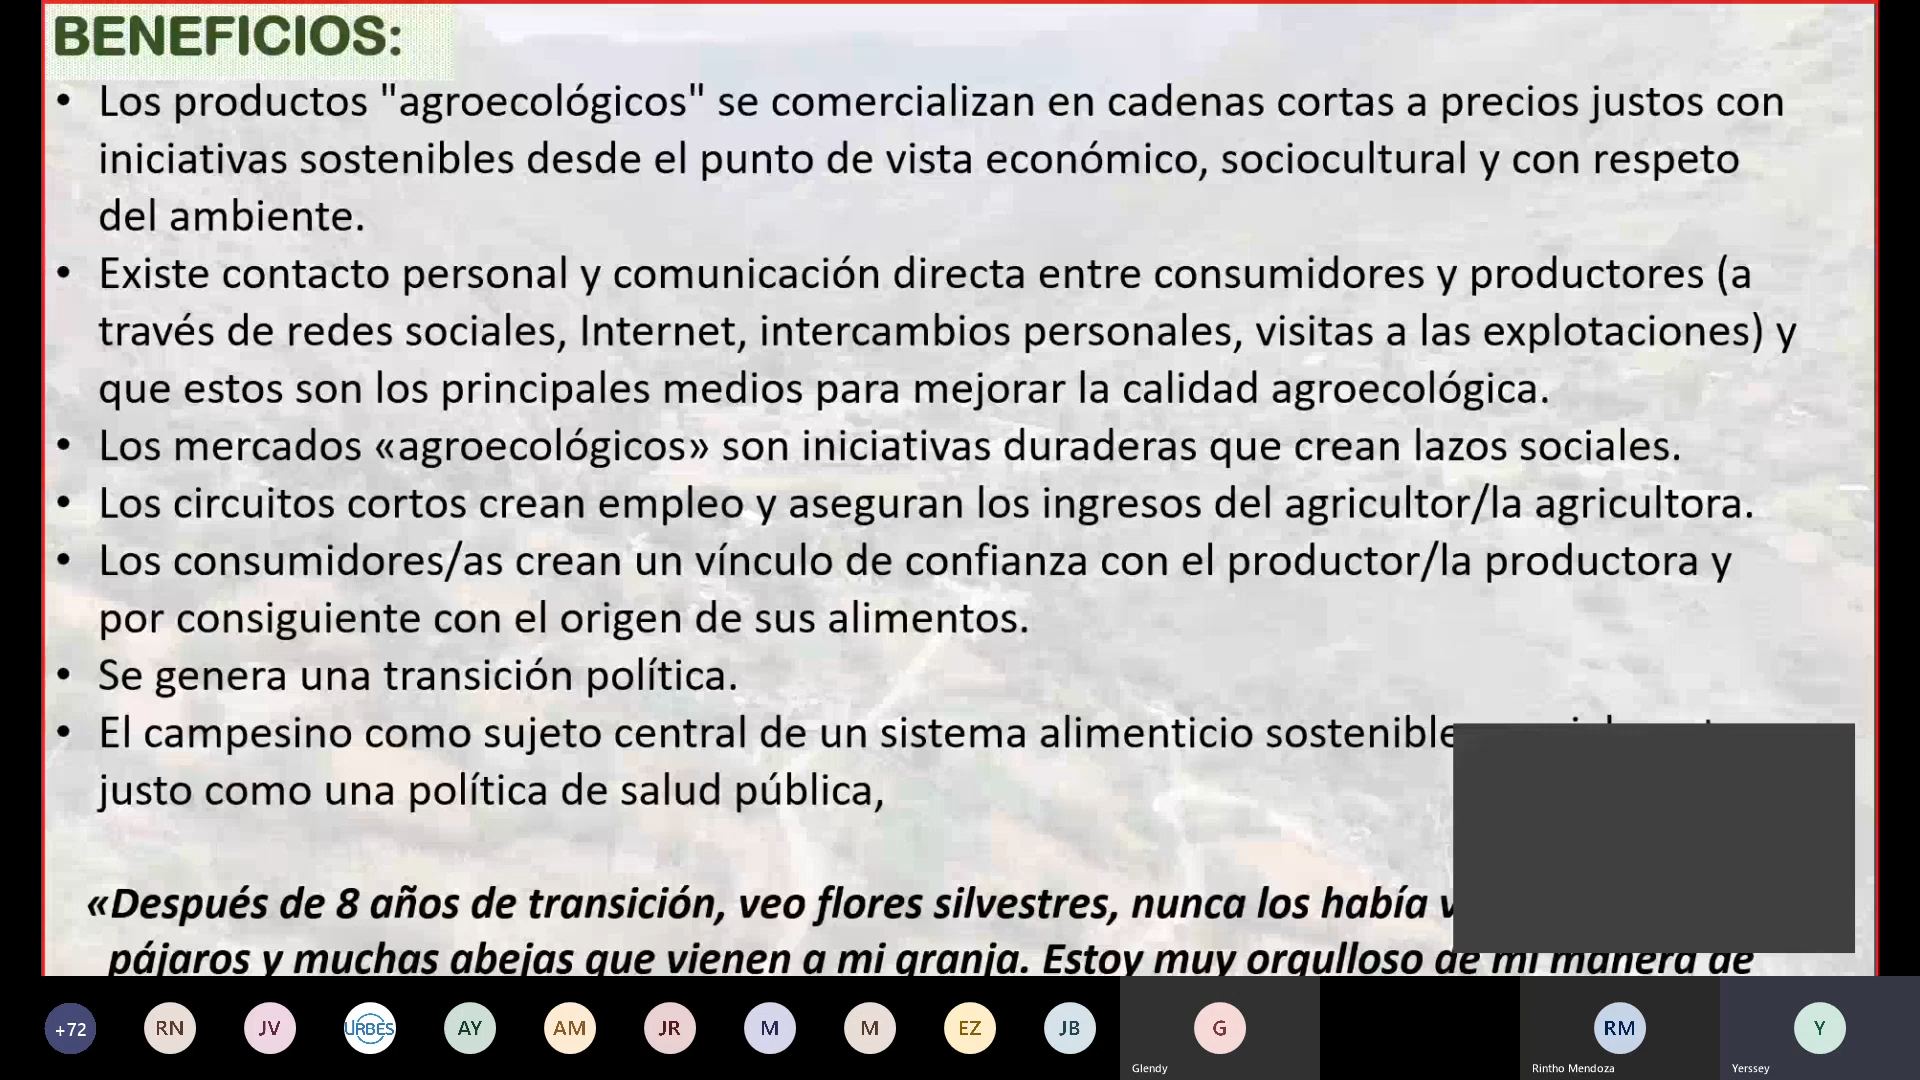 BENEFICIOS:
• Los productos "agroecológicos" se comercializan en cadenas cortas a precios justos con
iniciativas sostenibles desde el punto de vista económico, sociocultural y con respeto
del ambiente.
• Existe contacto personal y comunicación directa entre consumidores y productores (a
través de redes sociales, Internet, intercambios personales, visitas a las explotaciones) y
que estos son los principales medios para mejorar la calidad agroecológica.
• Los mercados «agroecológicos» son iniciativas duraderas que crean lazos sociales.
• Los circuitos cortos crean empleo y aseguran los ingresos del agricultor/la agricultora.
• Los consumidores/as crean un vínculo de confianza con el productor/la productora y
por consiguiente con el origen de sus alimentos.
• Se genera una transición política.
• El campesino como sujeto central de un sistema alimenticio sostenible
justo como una política de salud pública,
«Después de 8 años de transición, veo flores silvestres, nunca los había
pájaros y muchas abejas que vienen a mi granja. Estoy muy orgulloso de mi manera de
+72 RN JV URBES AY AM JR M M EZ JB G RM Y
Glendy Rintho Mendoza Yerssey